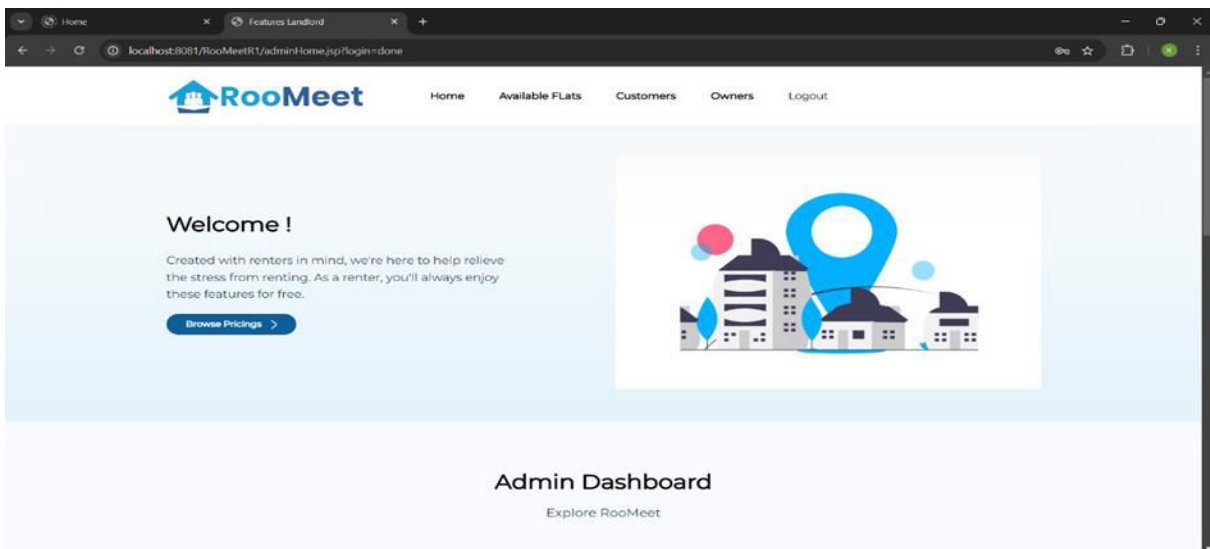 Home
Features Landlord
localhost:8081/RooMeetR1/adminHome.jsp?login=done
K
RooMeet
Home Available FLats Customers Owners Logout
Welcome !
Created with renters in mind, we're here to help relieve
the stress from renting. As a renter, you'll always enjoy
these features for free.
Browse Pricings
Admin Dashboard
Explore RooMeet